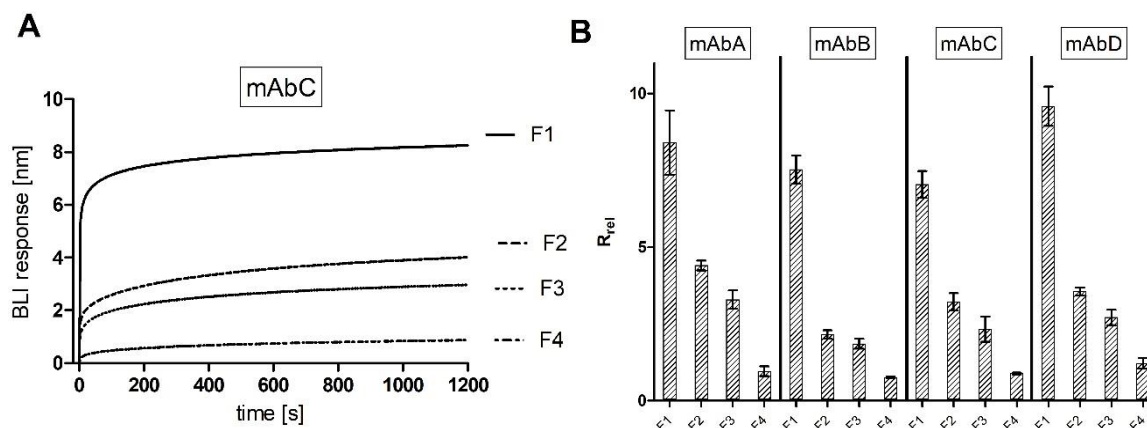 A
mAbC
BLI response [nm]
10
8
6
4
2
0
0 200 400 600 800 1000 1200
time [s]
F1
F2
F3
F4
B
mAbA mAbB mAbC mAbD
Rrel
10
5
0
F1 F2 F3 F4 F1 F2 F3 F4 F1 F2 F3 F4 F1 F2 F3 F4